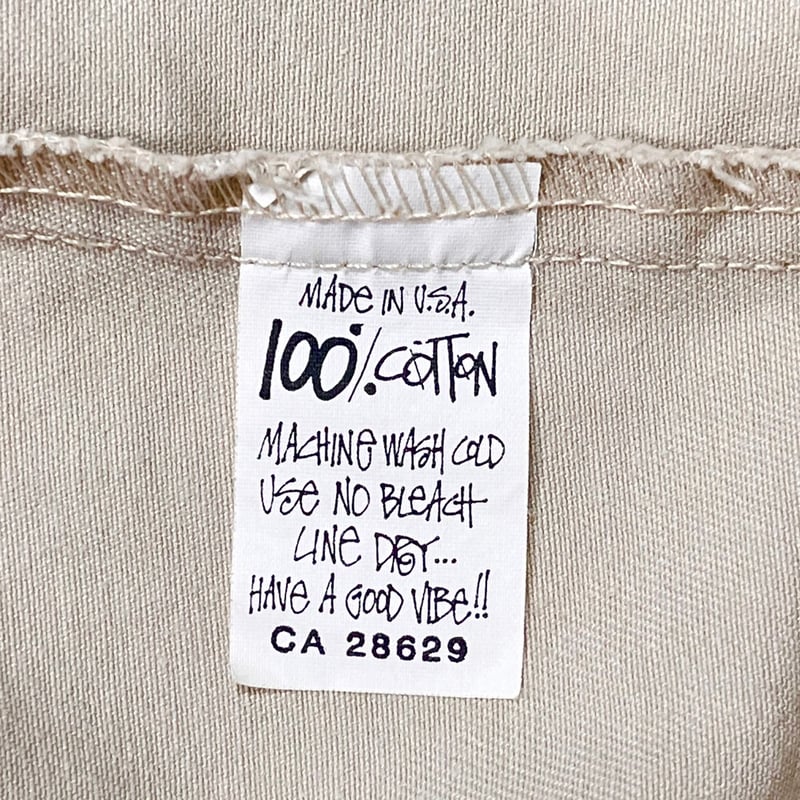 MADE IN U.S.A.
100% COTTON
MACHINE WASH COLD
USE NO BLEACH
LINE DRY...
HAVE A GOOD VIBE!!
CA 28629